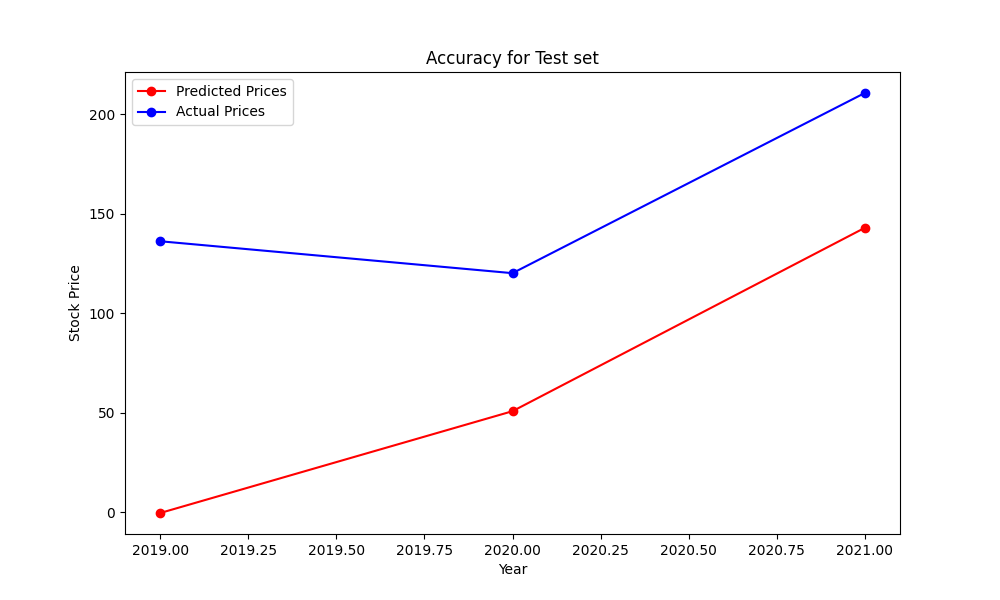 Accuracy for Test set
Predicted Prices
Actual Prices
200
150
100
50
0
Stock Price
2019.00 2019.25 2019.50 2019.75 2020.00 2020.25 2020.50 2020.75 2021.00
Year